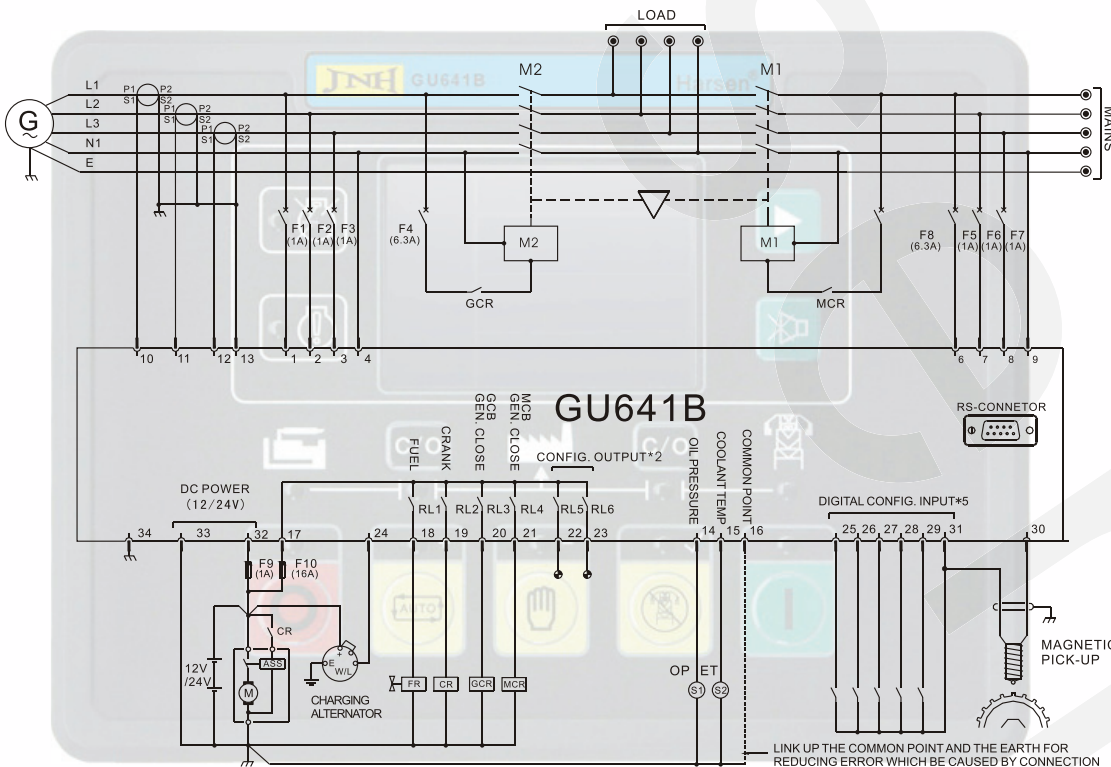 LOAD
JNH GU641B Harsen®
M2 M1
L1 P1 P2
S1 S2
L2 P1 P2
S1 S2
L3 P1 P2
S1 S2
G
N1
E
MAINS
F1 F2 F3
(1A) (1A) (1A)
F4
(6.3A)
M2
M1
F8 F5 F6 F7
(6.3A) (1A) (1A) (1A)
GCR
MCR
10 11 12 13 1 2 3 4 6 7 8 9
GU641B
RS-CONNETOR
FUEL
CRANK
GCB
GEN. CLOSE
MCB
GEN. CLOSE
CONFIG. OUTPUT*2
OIL PRESSURE
COOLANT TEMP
COMMON POINT
C/O C/O
DC POWER
(12/24V)
DIGITAL CONFIG. INPUT*5
RL1 RL2 RL3 RL4 RL5 RL6
34 33 32 17 24 18 19 20 21 22 23 14 15 16 25 26 27 28 29 31 30
F9 F10
(1A) (16A)
AUTO
CR
ASS
12V
/24V
M
+
E
W/L
CHARGING
ALTERNATOR
FR CR GCR MCR
OP ET
S1 S2
MAGNETIC
PICK-UP
LINK UP THE COMMON POINT AND THE EARTH FOR
REDUCING ERROR WHICH BE CAUSED BY CONNECTION